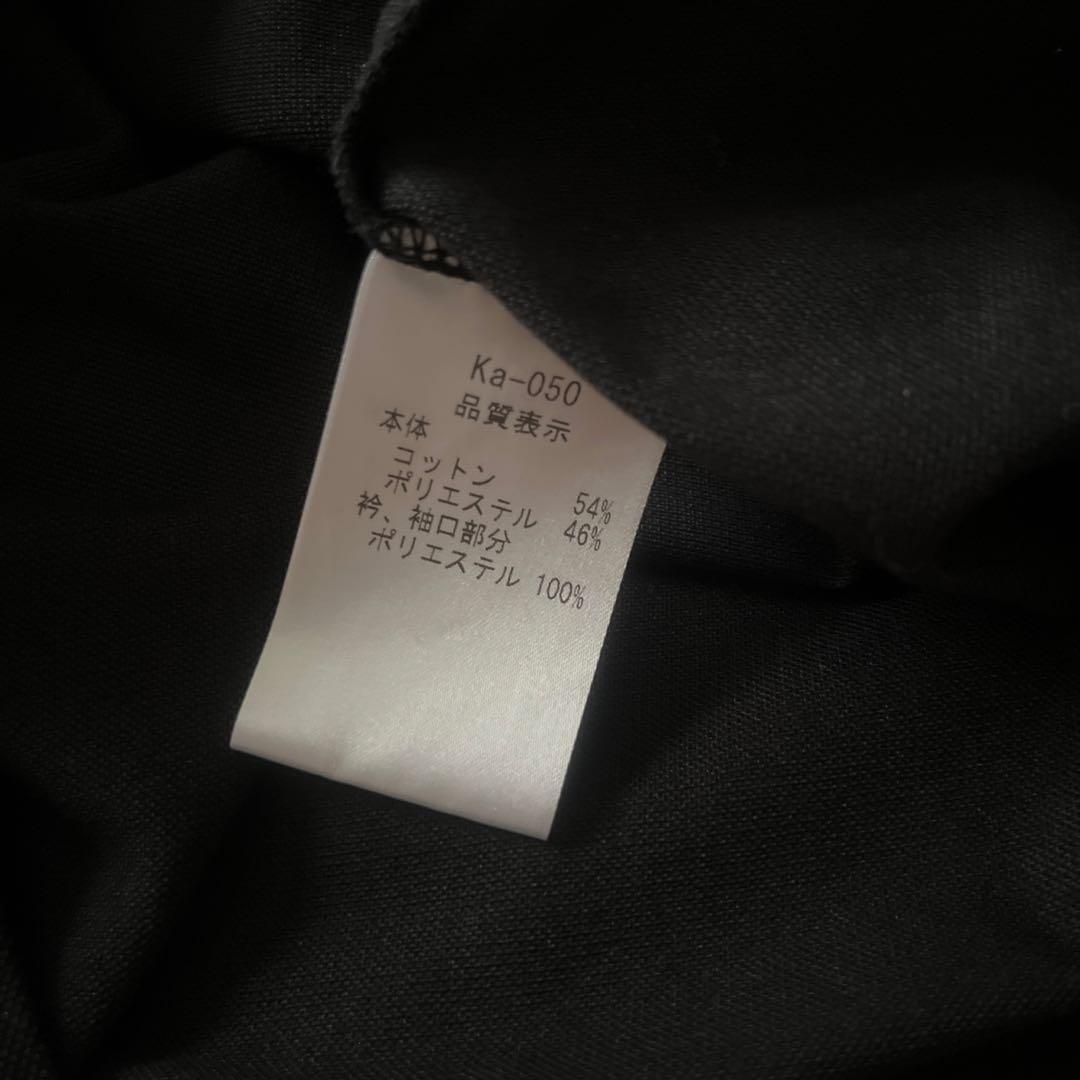 Ka-050
品質表示
本体
コットン 54%
ポリエステル 46%
衿、袖口部分
ポリエステル 100%